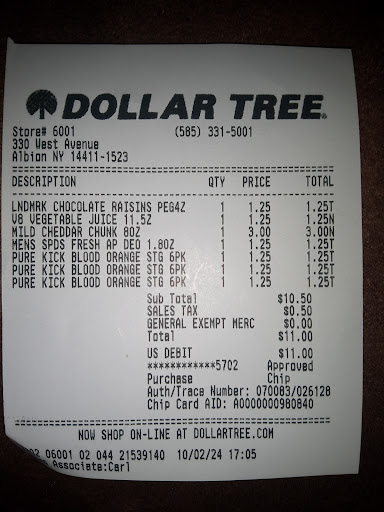 DOLLAR TREE.
Store# 6001 (585) 331-5001
330 West Avenue
Albion NY 14411-1523
DESCRIPTION QTY PRICE TOTAL
LNDMRK CHOCOLATE RAISINS PEG4Z 1 1.25 1.25T
V8 VEGETABLE JUICE 11.5Z 1 1.25 1.25N
MILD CHEDDAR CHUNK 8OZ 1 3.00 3.00N
MENS SPDS FRESH AP DEO 1.8OZ 1 1.25 1.25T
PURE KICK BLOOD ORANGE STG 6PK 1 1.25 1.25T
PURE KICK BLOOD ORANGE STG 6PK 1 1.25 1.25T
PURE KICK BLOOD ORANGE STG 6PK 1 1.25 1.25T
Sub Total $10.50
SALES TAX $0.50
GENERAL EXEMPT MERC $0.00
Total $11.00
US DEBIT $11.00
************5702 Approved
Purchase Chip
Auth/Trace Number: 070083/026128
Chip Card AID: A0000000980840
NOW SHOP ON-LINE AT DOLLARTREE.COM
02 06001 02 044 21539140 10/02/24 17:05
Associate:Carl